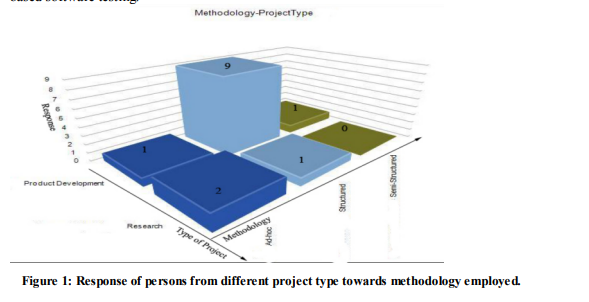 based software testing.
Methodology-ProjectType
9
8
7
6
6
4
3
2
1
0
Response
9
1
0
1
1
2
Product Development
Research
Type of Project
Methodology
Ad-hoc
Structured
Semi-Structured
Figure 1: Response of persons from different project type towards methodology employed.